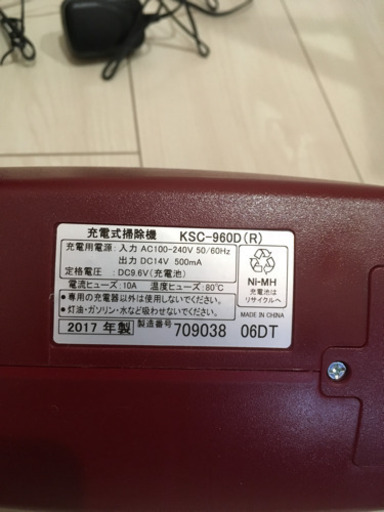 充電式掃除機 KSC-960D(R)
充電用電源:入力 AC100-240V 50/60Hz
出力 DC14V 500mA
定格電圧 :DC9.6V(充電池)
電流ヒューズ:10A 温度ヒューズ:80℃
●専用の充電器以外は使用しないでください。
●灯油・ガソリン・水など吸わせないでください。
2017 年製 製造番号 709038 06DT
Ni-MH
充電池は
リサイクルへ
MADE IN CHINA